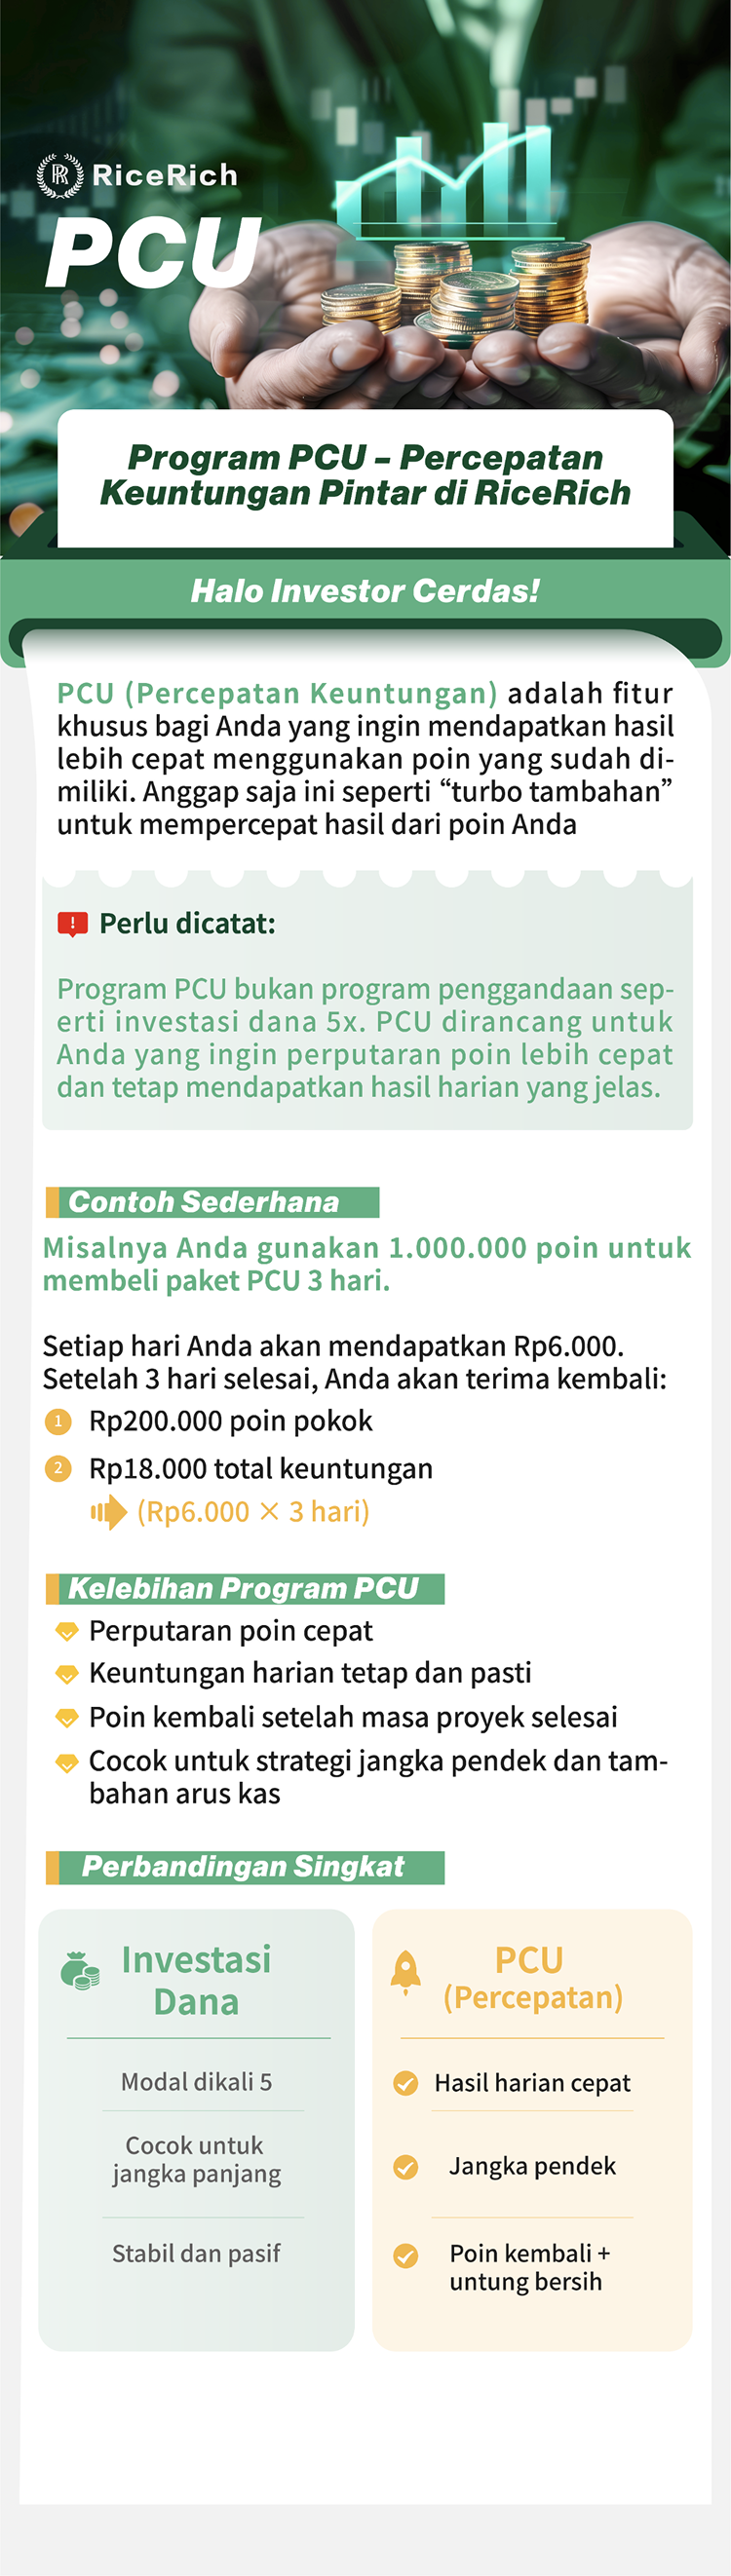 RiceRich
PCU
Program PCU – Percepatan
Keuntungan Pintar di RiceRich
Halo Investor Cerdas!
PCU (Percepatan Keuntungan) adalah fitur
khusus bagi Anda yang ingin mendapatkan hasil
lebih cepat menggunakan poin yang sudah di-
miliki. Anggap saja ini seperti “turbo tambahan”
untuk mempercepat hasil dari poin Anda
! Perlu dicatat:
Program PCU bukan program penggandaan sep-
erti investasi dana 5x. PCU dirancang untuk
Anda yang ingin perputaran poin lebih cepat
dan tetap mendapatkan hasil harian yang jelas.
Contoh Sederhana
Misalnya Anda gunakan 1.000.000 poin untuk
membeli paket PCU 3 hari.
Setiap hari Anda akan mendapatkan Rp6.000.
Setelah 3 hari selesai, Anda akan terima kembali:
1 Rp200.000 poin pokok
2 Rp18.000 total keuntungan
(Rp6.000 × 3 hari)
Kelebihan Program PCU
Perputaran poin cepat
Keuntungan harian tetap dan pasti
Poin kembali setelah masa proyek selesai
Cocok untuk strategi jangka pendek dan tam-
bahan arus kas
Perbandingan Singkat
Investasi
Dana
Modal dikali 5
Cocok untuk
jangka panjang
Stabil dan pasif
PCU
(Percepatan)
Hasil harian cepat
Jangka pendek
Poin kembali +
untung bersih